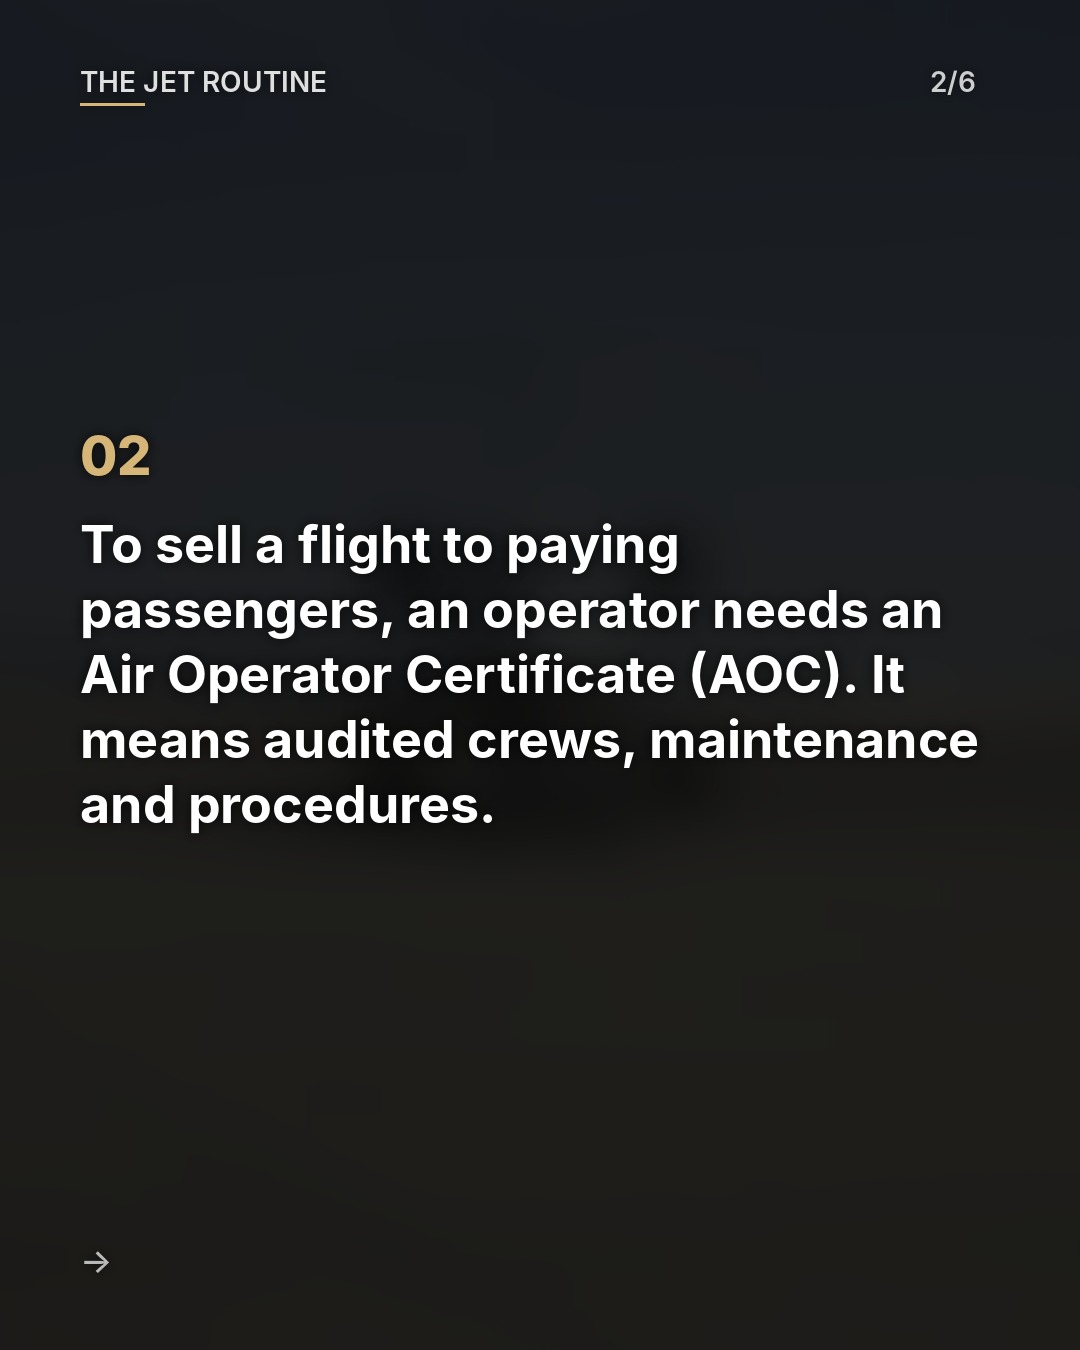 THE JET ROUTINE
2/6
02
To sell a flight to paying
passengers, an operator needs an
Air Operator Certificate (AOC). It
means audited crews, maintenance
and procedures.
→